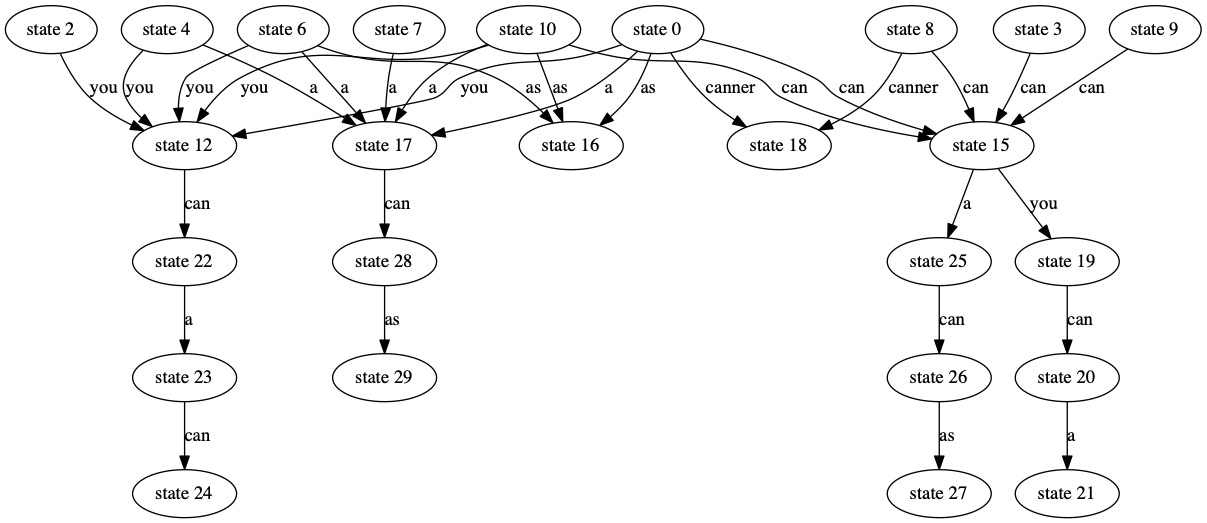 state 2 state 4 state 6 state 7 state 10 state 0 state 8 state 3 state 9
you you you you you a a a a a as as as canner canner can can can can can
state 12 state 17 state 16 state 18 state 15
can can a you
state 22 state 28 state 25 state 19
a as can can
state 23 state 29 state 26 state 20
can as a
state 24 state 27 state 21